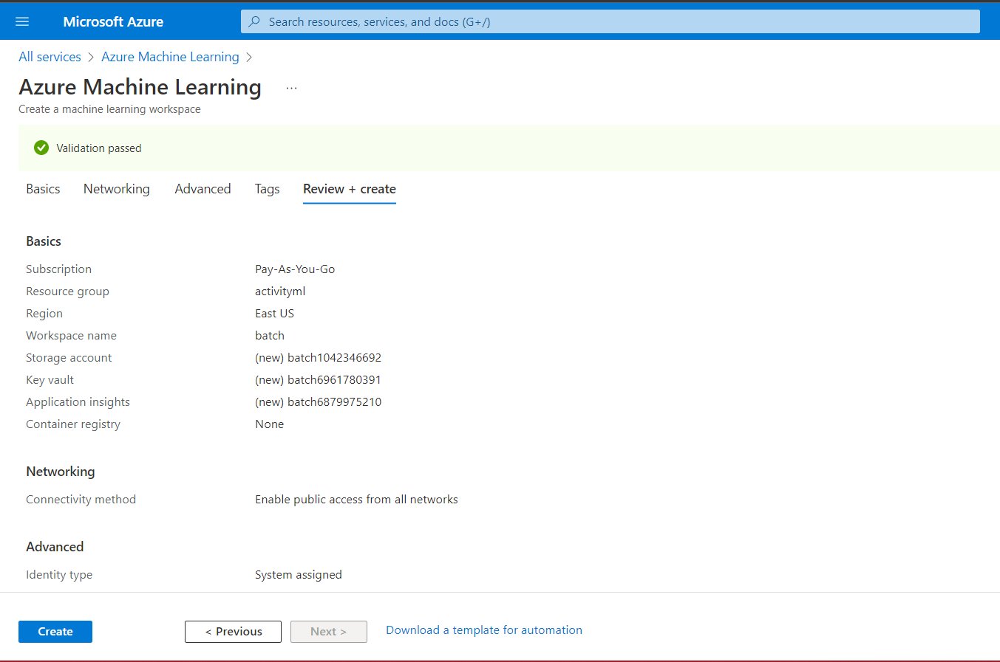 Microsoft Azure
Search resources, services, and docs (G+/)
All services > Azure Machine Learning >
Azure Machine Learning ...
Create a machine learning workspace
Validation passed
Basics Networking Advanced Tags Review + create
Basics
Subscription Pay-As-You-Go
Resource group activityml
Region East US
Workspace name batch
Storage account (new) batch1042346692
Key vault (new) batch6961780391
Application insights (new) batch6879975210
Container registry None
Networking
Connectivity method Enable public access from all networks
Advanced
Identity type System assigned
Create < Previous Next > Download a template for automation